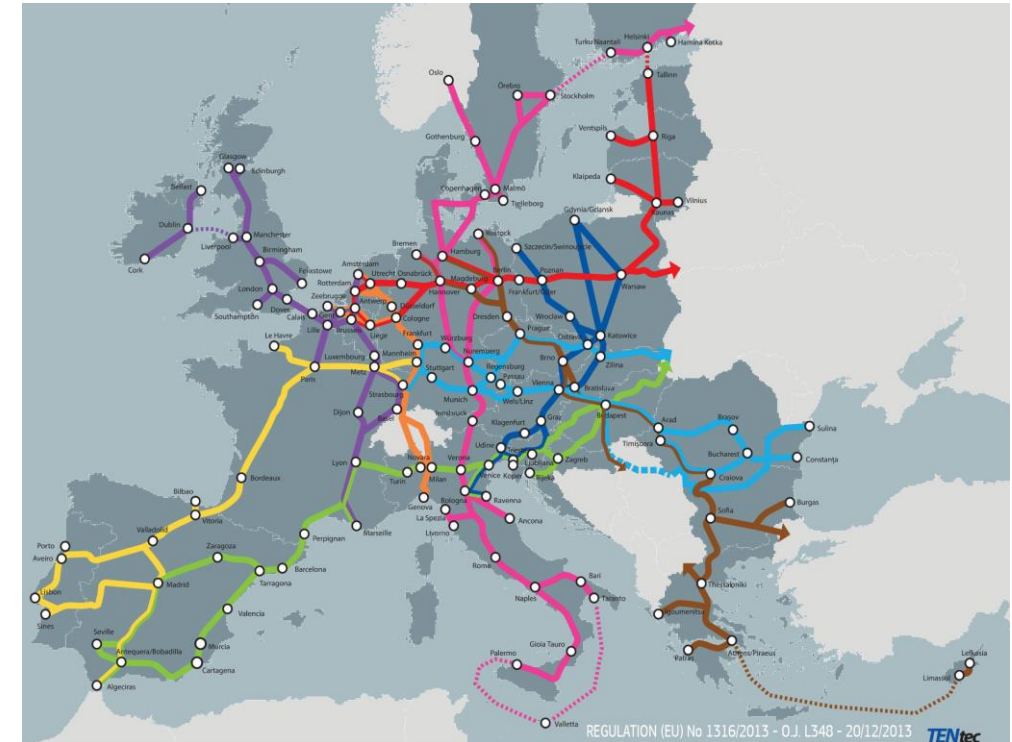 Turku Naantali
Helsinki
Hamina Kotka
Oslo
Örebro
Stockholm
Tallinn
Gothenburg
Ventspils
Riga
Glasgow
Edinburgh
Klaipeda
Belfast
Copenhagen
Malmö
Trelleborg
Kaunas
Vilnius
Gdynia/Gdansk
Dublin
Liverpool
Manchester
Rostock
Szczecin/Swinoujscie
Cork
Birmingham
Bremen
Hamburg
Felixstowe
Amsterdam
Utrecht
Osnabrück
Magdeburg
Berlin
Poznan
London
Rotterdam
Zeebrugge
Antwerp
Düsseldorf
Hannover
Frankfurt/Oder
Warsaw
Southampton
Dover
Calais
Gent
Cologne
Dresden
Wroclaw
Lille
Brussels
Liège
Frankfurt
Prague
Ostrava
Katowice
Le Havre
Luxembourg
Mannheim
Würzburg
Nuremberg
Brno
Zilina
Paris
Metz
Stuttgart
Regensburg
Passau
Strasbourg
Munich
Wels/Linz
Vienna
Bratislava
Dijon
Basel
Innsbruck
Klagenfurt
Graz
Budapest
Arad
Braşov
Sulina
Udine
Timişoara
Lyon
Novara
Verona
Trieste
Ljubljana
Zagreb
Bucharest
Constanţa
Turin
Milan
Venice
Koper
Rijeka
Craiova
Bordeaux
Genova
Bologna
Ravenna
Bilbao
La Spezia
Ancona
Sofia
Burgas
Vitoria
Marseille
Livorno
Valladolid
Perpignan
Porto
Zaragoza
Rome
Aveiro
Barcelona
Madrid
Tarragona
Bari
Thessaloniki
Lisbon
Naples
Taranto
Sines
Valencia
Igoumenitsa
Seville
Murcia
Gioia Tauro
Patras
Athens/Piraeus
Antequera/Bobadilla
Palermo
Lefkasia
Cartagena
Limassol
Algeciras
Valletta
REGULATION (EU) No 1316/2013 - O.J. L348 - 20/12/2013
TENtec